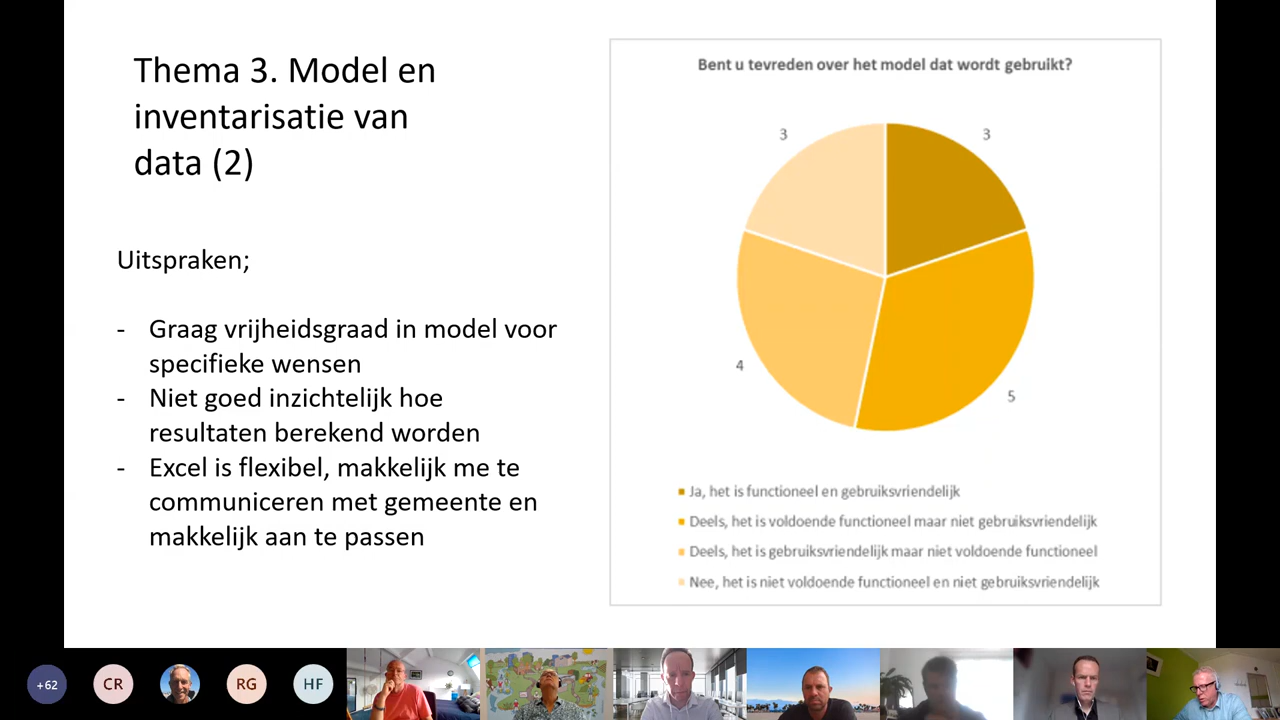 Thema 3. Model en
inventarisatie van
data (2)
Uitspraken;
- Graag vrijheidsgraad in model voor
specifieke wensen
- Niet goed inzichtelijk hoe
resultaten berekend worden
- Excel is flexibel, makkelijk me te
communiceren met gemeente en
makkelijk aan te passen
Bent u tevreden over het model dat wordt gebruikt?
3
3
4
5
Ja, het is functioneel en gebruiksvriendelijk
Deels, het is voldoende functioneel maar niet gebruiksvriendelijk
Deels, het is gebruiksvriendelijk maar niet voldoende functioneel
Nee, het is niet voldoende functioneel en niet gebruiksvriendelijk
+62
CR
RG
HF